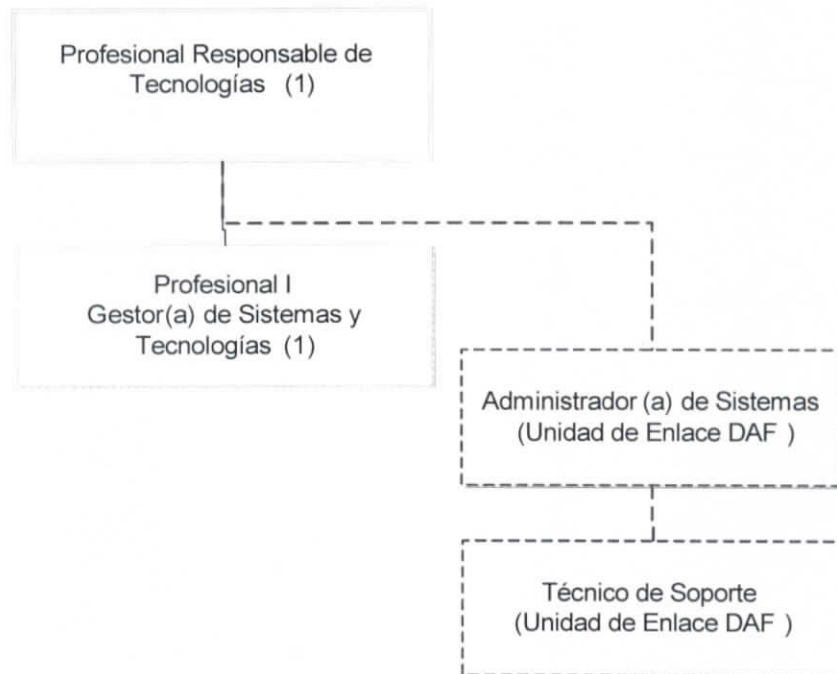 Profesional Responsable de
Tecnologías (1)
Profesional I
Gestor(a) de Sistemas y
Tecnologías (1)
Administrador (a) de Sistemas
(Unidad de Enlace DAF )
Técnico de Soporte
(Unidad de Enlace DAF )